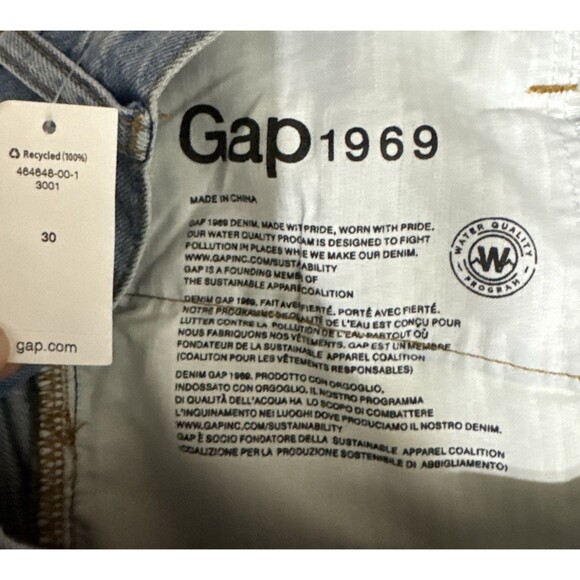 Recycled (100%)
464648-00-1
3001
30
gap.com
Gap 1969
MADE IN CHINA
GAP 1969 DENIM, MADE WITH PRIDE, WORN WITH PRIDE.
OUR WATER QUALITY PROGRAM IS DESIGNED TO FIGHT
POLLUTION IN PLACES WHERE WE MAKE OUR DENIM.
WWW.GAPINC.COM/SUSTAINABILITY
GAP IS A FOUNDING MEMBER OF
THE SUSTAINABLE APPAREL COALITION
DENIM GAP 1969, FAIT AVEC FIERTÉ, PORTÉ AVEC FIERTÉ.
NOTRE PROGRAMME DE QUALITÉ DE L'EAU EST CONÇU POUR
LUTTER CONTRE LA POLLUTION DE L'EAU PARTOUT OÙ
NOUS FABRIQUONS NOS VÊTEMENTS. GAP EST UN MEMBRE
FONDATEUR DE LA SUSTAINABLE APPAREL COALITION
(COALITON POUR LES VÊTEMENTS RESPONSABLES)
DENIM GAP 1969. PRODOTTO CON ORGOGLIO,
INDOSSATO CON ORGOGLIO. IL NOSTRO PROGRAMMA
DI QUALITÀ DELL'ACQUA HA LO SCOPO DI COMBATTERE
L'INQUINAMENTO NEI LUOGHI DOVE PRODUCIAMO IL NOSTRO DENIM.
WWW.GAPINC.COM/SUSTAINABILITY
GAP È SOCIO FONDATORE DELLA SUSTAINABLE APPAREL COALITION
(COALIZIONE PER LA PRODUZIONE SOSTENIBILE DI ABBIGLIAMENTO)
WATER QUALITY
W
PROGRAM